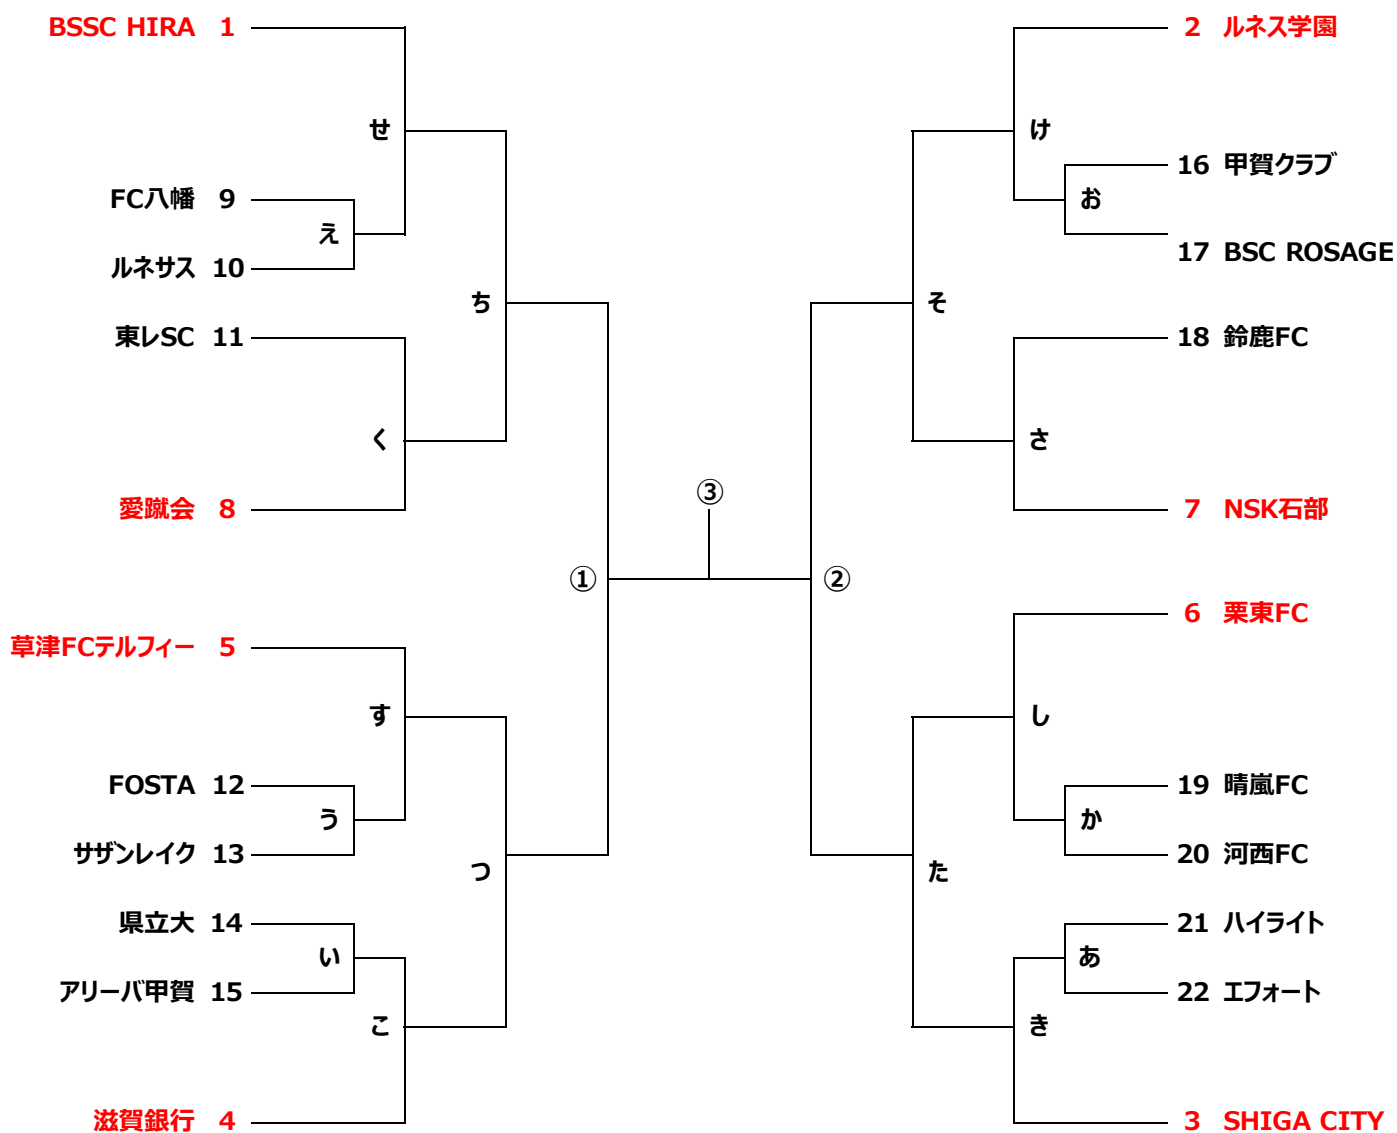 BSSC HIRA 1
せ
FC八幡 9
え
ルネサス 10
ち
東レSC 11
く
愛蹴会 8
①
草津FCテルフィー 5
す
FOSTA 12
う
サザンレイク 13
つ
県立大 14
い
アリーバ甲賀 15
こ
滋賀銀行 4
③
2 ルネス学園
け
16 甲賀クラブ
お
17 BSC ROSAGE
そ
18 鈴鹿FC
さ
7 NSK石部
②
6 栗東FC
し
19 晴嵐FC
か
20 河西FC
た
21 ハイライト
あ
22 エフォート
き
3 SHIGA CITY